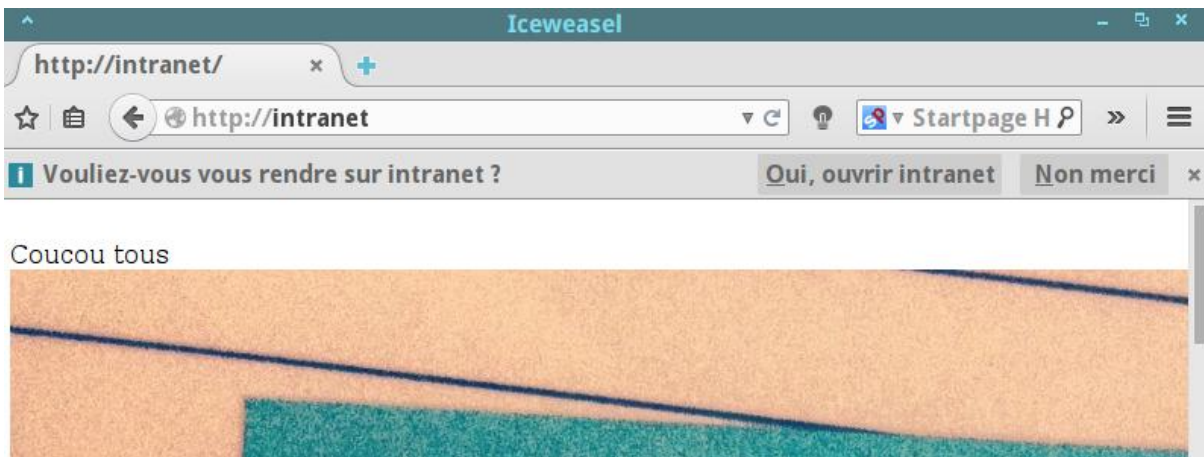 Iceweasel
http://intranet/
http://intranet Startpage H
Vouliez-vous vous rendre sur intranet ? Oui, ouvrir intranet Non merci
Coucou tous